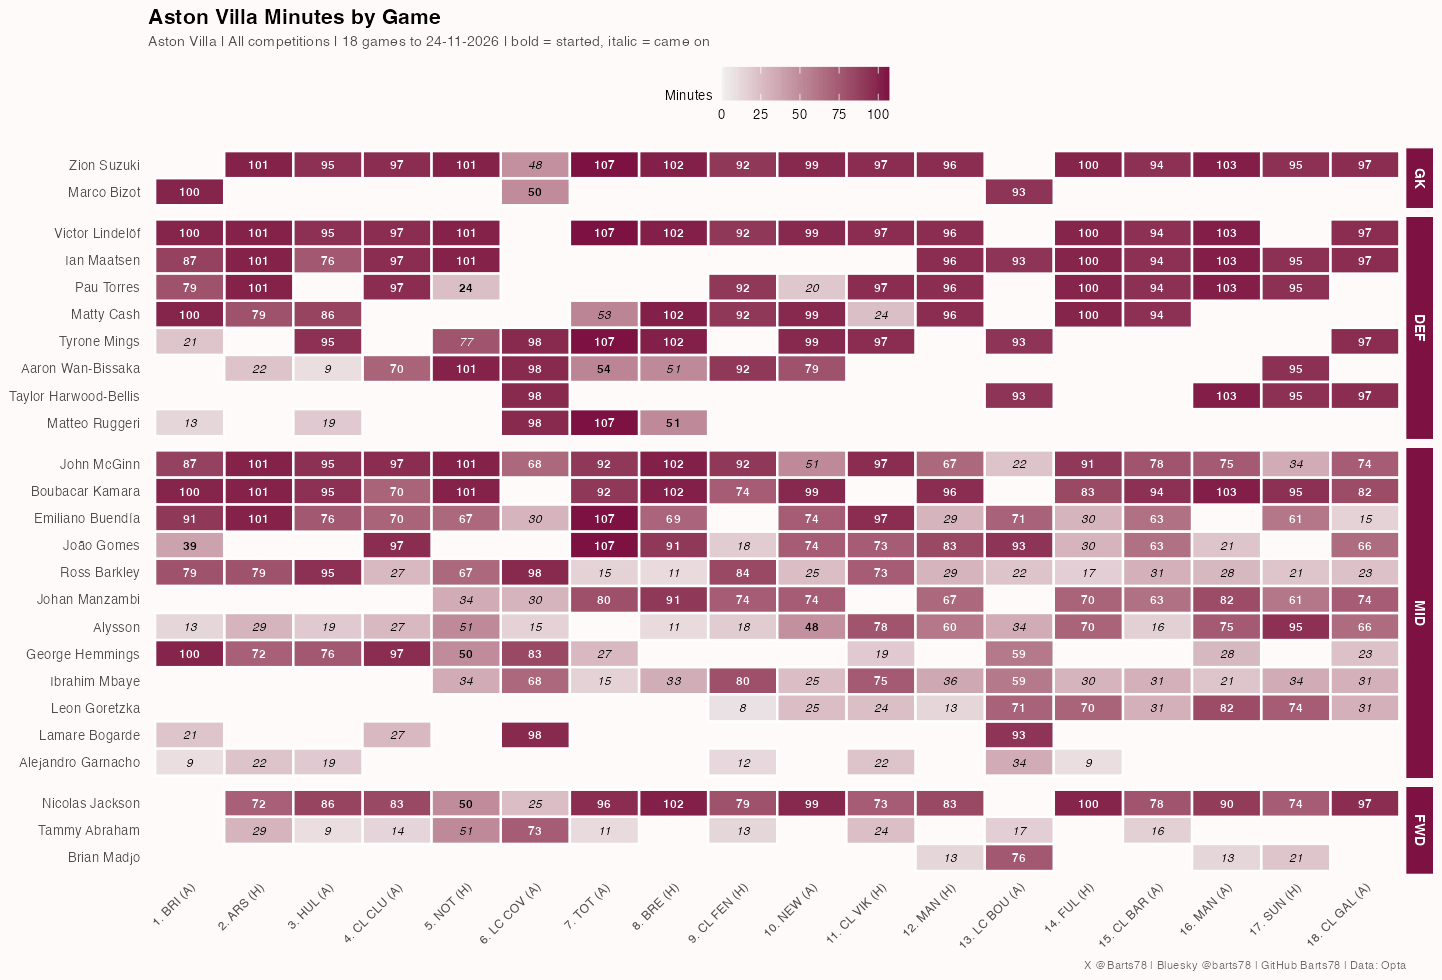 Aston Villa Minutes by Game
Aston Villa | All competitions | 18 games to 24-11-2026 | bold = started, italic = came on
Minutes
0 25 50 75 100
Zion Suzuki 101 95 97 101 48 107 102 92 99 97 96 100 94 103 95 97
Marco Bizot 100 50 93
GK
Victor Lindelöf 100 101 95 97 101 107 102 92 99 97 96 100 94 103 97
Ian Maatsen 87 101 76 97 101 96 93 100 94 103 95 97
Pau Torres 79 101 97 24 92 20 97 96 100 94 103 95
Matty Cash 100 79 86 53 102 92 99 24 96 100 94
Tyrone Mings 21 95 77 98 107 102 99 97 93 97
Aaron Wan-Bissaka 22 9 70 101 98 54 51 92 79 95
Taylor Harwood-Bellis 98 93 103 95 97
Matteo Ruggeri 13 19 98 107 51
DEF
John McGinn 87 101 95 97 101 68 92 102 92 51 97 67 22 91 78 75 34 74
Boubacar Kamara 100 101 95 70 101 92 102 74 99 96 83 94 103 95 82
Emiliano Buendía 91 101 76 70 67 30 107 69 74 97 29 71 30 63 61 15
João Gomes 39 97 107 91 18 74 73 83 93 30 63 21 66
Ross Barkley 79 79 95 27 67 98 15 11 84 25 73 29 22 17 31 28 21 23
Johan Manzambi 34 30 80 91 74 74 67 70 63 82 61 74
Alysson 13 29 19 27 51 15 11 18 48 78 60 34 70 16 75 95 66
George Hemmings 100 72 76 97 50 83 27 19 59 28 23
Ibrahim Mbaye 34 68 15 33 80 25 75 36 59 30 31 21 34 31
Leon Goretzka 8 25 24 13 71 70 31 82 74 31
Lamare Bogarde 21 27 98 93
Alejandro Garnacho 9 22 19 12 22 34 9
MID
Nicolas Jackson 72 86 83 50 25 96 102 79 99 73 83 100 78 90 74 97
Tammy Abraham 29 9 14 51 73 11 13 24 17 16
Brian Madjo 13 76 13 21
FWD
1. BRI (A)
2. ARS (H)
3. HUL (A)
4. CL CLU (A)
5. NOT (H)
6. LC COV (A)
7. TOT (A)
8. BRE (H)
9. CL FEN (H)
10. NEW (A)
11. CL VIK (H)
12. MAN (H)
13. LC BOU (A)
14. FUL (H)
15. CL BAR (A)
16. MAN (A)
17. SUN (H)
18. CL GAL (A)
X @Barts78 | Bluesky @barts78 | GitHub Barts78 | Data: Opta